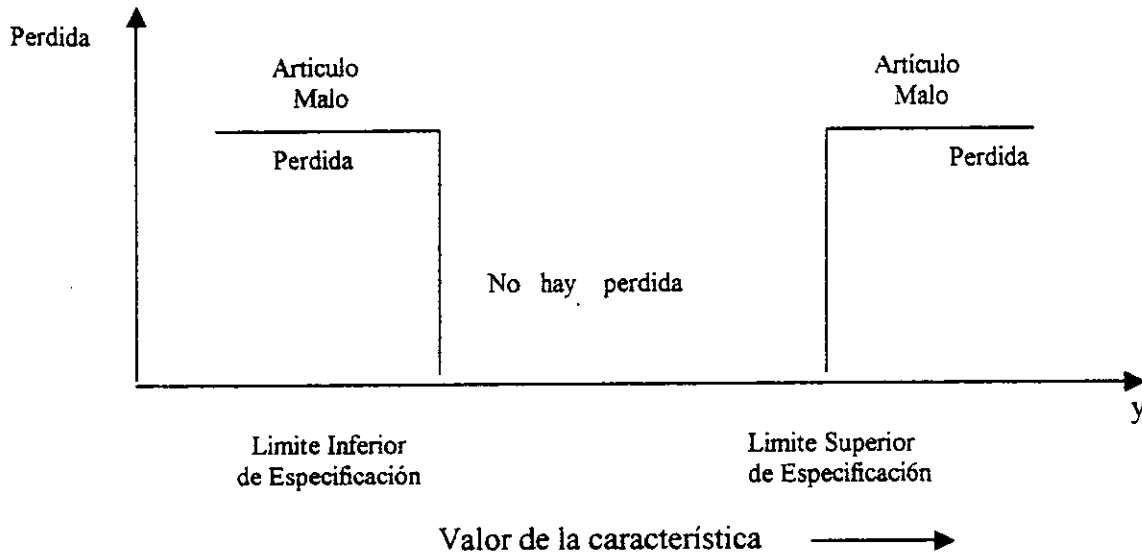 Perdida
Articulo
Malo
Artículo
Malo
Perdida
Perdida
No hay perdida
y
Limite Inferior
de Especificación
Limite Superior
de Especificación
Valor de la característica